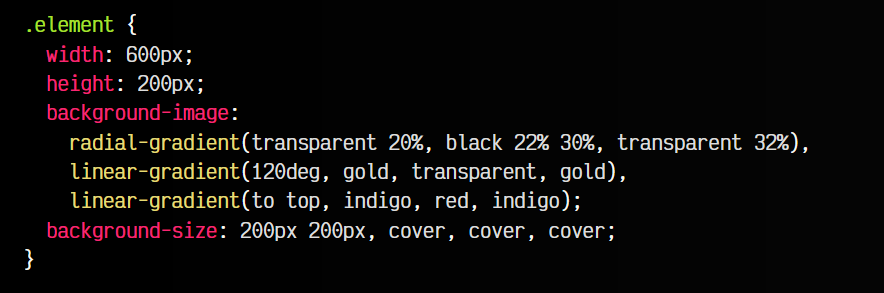 .element {
  width: 600px;
  height: 200px;
  background-image:
    radial-gradient(transparent 20%, black 22% 30%, transparent 32%),
    linear-gradient(120deg, gold, transparent, gold),
    linear-gradient(to top, indigo, red, indigo);
  background-size: 200px 200px, cover, cover, cover;
}